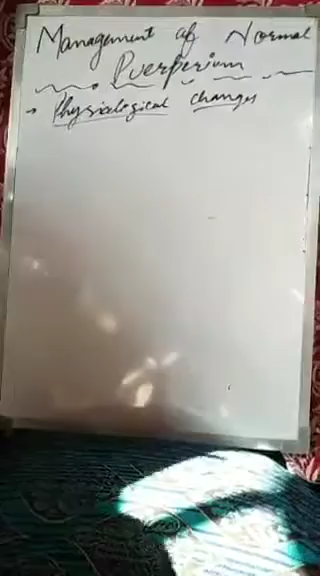 Management of Normal
Puerperium
→ Physiological changes